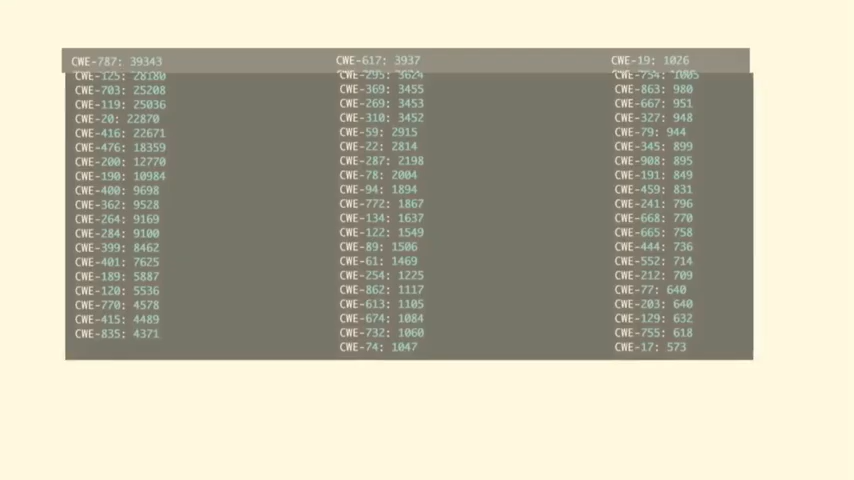 CWE-787: 39343
CWE-125: 28180
CWE-703: 25208
CWE-119: 25036
CWE-20: 22870
CWE-416: 22671
CWE-476: 18359
CWE-200: 12770
CWE-190: 10984
CWE-400: 9698
CWE-362: 9528
CWE-264: 9169
CWE-284: 9100
CWE-399: 8462
CWE-401: 7625
CWE-189: 5887
CWE-120: 5536
CWE-770: 4578
CWE-415: 4489
CWE-835: 4371
CWE-617: 3937
CWE-295: 3624
CWE-369: 3455
CWE-269: 3453
CWE-310: 3452
CWE-59: 2915
CWE-22: 2814
CWE-287: 2198
CWE-78: 2004
CWE-94: 1894
CWE-772: 1867
CWE-134: 1637
CWE-122: 1549
CWE-89: 1506
CWE-61: 1469
CWE-254: 1225
CWE-862: 1117
CWE-613: 1105
CWE-674: 1084
CWE-732: 1060
CWE-74: 1047
CWE-19: 1026
CWE-754: 1005
CWE-863: 980
CWE-667: 951
CWE-327: 948
CWE-79: 944
CWE-345: 899
CWE-908: 895
CWE-191: 849
CWE-459: 831
CWE-241: 796
CWE-668: 770
CWE-665: 758
CWE-444: 736
CWE-552: 714
CWE-212: 709
CWE-77: 640
CWE-203: 640
CWE-129: 632
CWE-755: 618
CWE-17: 573